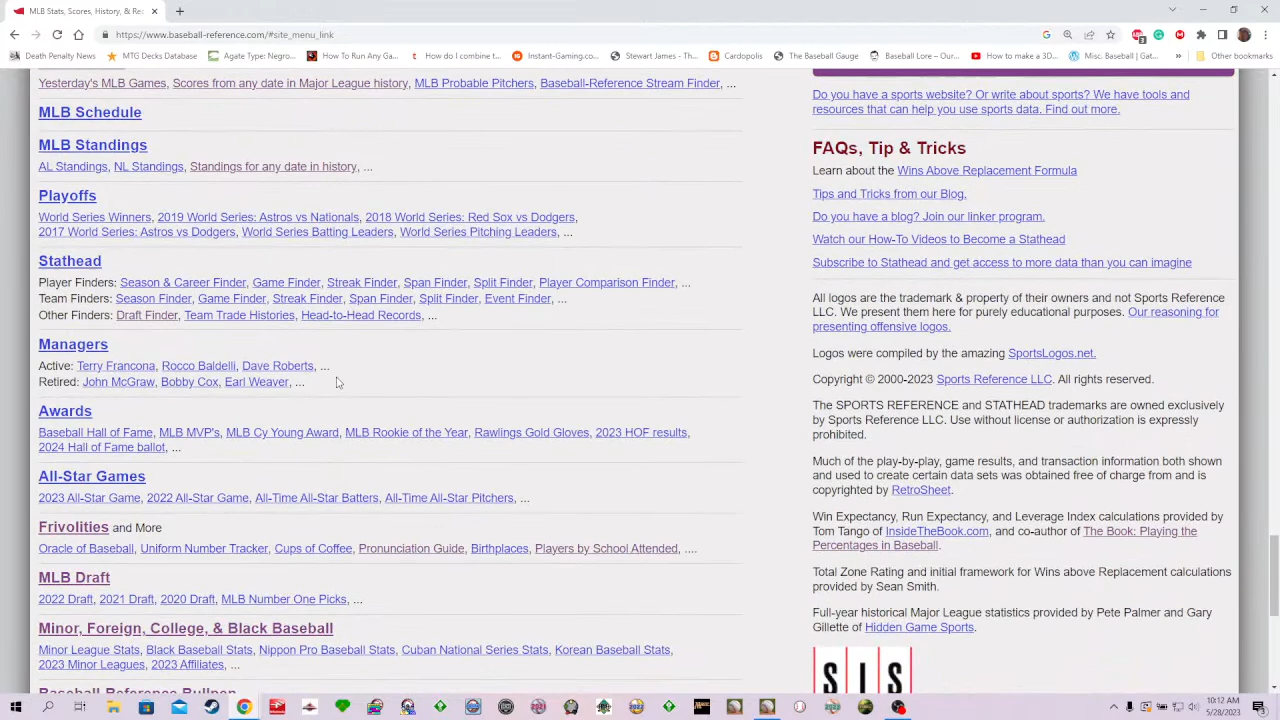 MLB Stats, Scores, History, & Rec
https://www.baseball-reference.com/#site_menu_link
Death Penalty News
MTG Decks Database
Agate Type: Negro...
How To Run Any Ga...
How do I combine t...
Instant-Gaming.co...
Stewart James - Th...
Cardopolis
The Baseball Gauge
Baseball Lore – Our...
How to make a 3D...
Misc. Baseball | Gat...
»
Other bookmarks
Yesterday's MLB Games, Scores from any date in Major League history, MLB Probable Pitchers, Baseball-Reference Stream Finder, ...
MLB Schedule
MLB Standings
AL Standings, NL Standings, Standings for any date in history, ...
Playoffs
World Series Winners, 2019 World Series: Astros vs Nationals, 2018 World Series: Red Sox vs Dodgers,
2017 World Series: Astros vs Dodgers, World Series Batting Leaders, World Series Pitching Leaders, ...
Stathead
Player Finders: Season & Career Finder, Game Finder, Streak Finder, Span Finder, Split Finder, Player Comparison Finder, ...
Team Finders: Season Finder, Game Finder, Streak Finder, Span Finder, Split Finder, Event Finder, ...
Other Finders: Draft Finder, Team Trade Histories, Head-to-Head Records, ...
Managers
Active: Terry Francona, Rocco Baldelli, Dave Roberts, ...
Retired: John McGraw, Bobby Cox, Earl Weaver, ...
Awards
Baseball Hall of Fame, MLB MVP's, MLB Cy Young Award, MLB Rookie of the Year, Rawlings Gold Gloves, 2023 HOF results,
2024 Hall of Fame ballot, ...
All-Star Games
2023 All-Star Game, 2022 All-Star Game, All-Time All-Star Batters, All-Time All-Star Pitchers, ...
Frivolities and More
Oracle of Baseball, Uniform Number Tracker, Cups of Coffee, Pronunciation Guide, Birthplaces, Players by School Attended, ....
MLB Draft
2022 Draft, 2021 Draft, 2020 Draft, MLB Number One Picks, ...
Minor, Foreign, College, & Black Baseball
Minor League Stats, Black Baseball Stats, Nippon Pro Baseball Stats, Cuban National Series Stats, Korean Baseball Stats,
2023 Minor Leagues, 2023 Affiliates, ...
Baseball-Reference Bullpen
Do you have a sports website? Or write about sports? We have tools and
resources that can help you use sports data. Find out more.
FAQs, Tip & Tricks
Learn about the Wins Above Replacement Formula
Tips and Tricks from our Blog.
Do you have a blog? Join our linker program.
Watch our How-To Videos to Become a Stathead
Subscribe to Stathead and get access to more data than you can imagine
All logos are the trademark & property of their owners and not Sports Reference
LLC. We present them here for purely educational purposes. Our reasoning for
presenting offensive logos.
Logos were compiled by the amazing SportsLogos.net.
Copyright © 2000-2023 Sports Reference LLC. All rights reserved.
The SPORTS REFERENCE and STATHEAD trademarks are owned exclusively
by Sports Reference LLC. Use without license or authorization is expressly
prohibited.
Much of the play-by-play, game results, and transaction information both shown
and used to create certain data sets was obtained free of charge from and is
copyrighted by RetroSheet.
Win Expectancy, Run Expectancy, and Leverage Index calculations provided by
Tom Tango of InsideTheBook.com, and co-author of The Book: Playing the
Percentages in Baseball.
Total Zone Rating and initial framework for Wins above Replacement calculations
provided by Sean Smith.
Full-year historical Major League statistics provided by Pete Palmer and Gary
Gillette of Hidden Game Sports.
SIS
10:12 AM
5/28/2023